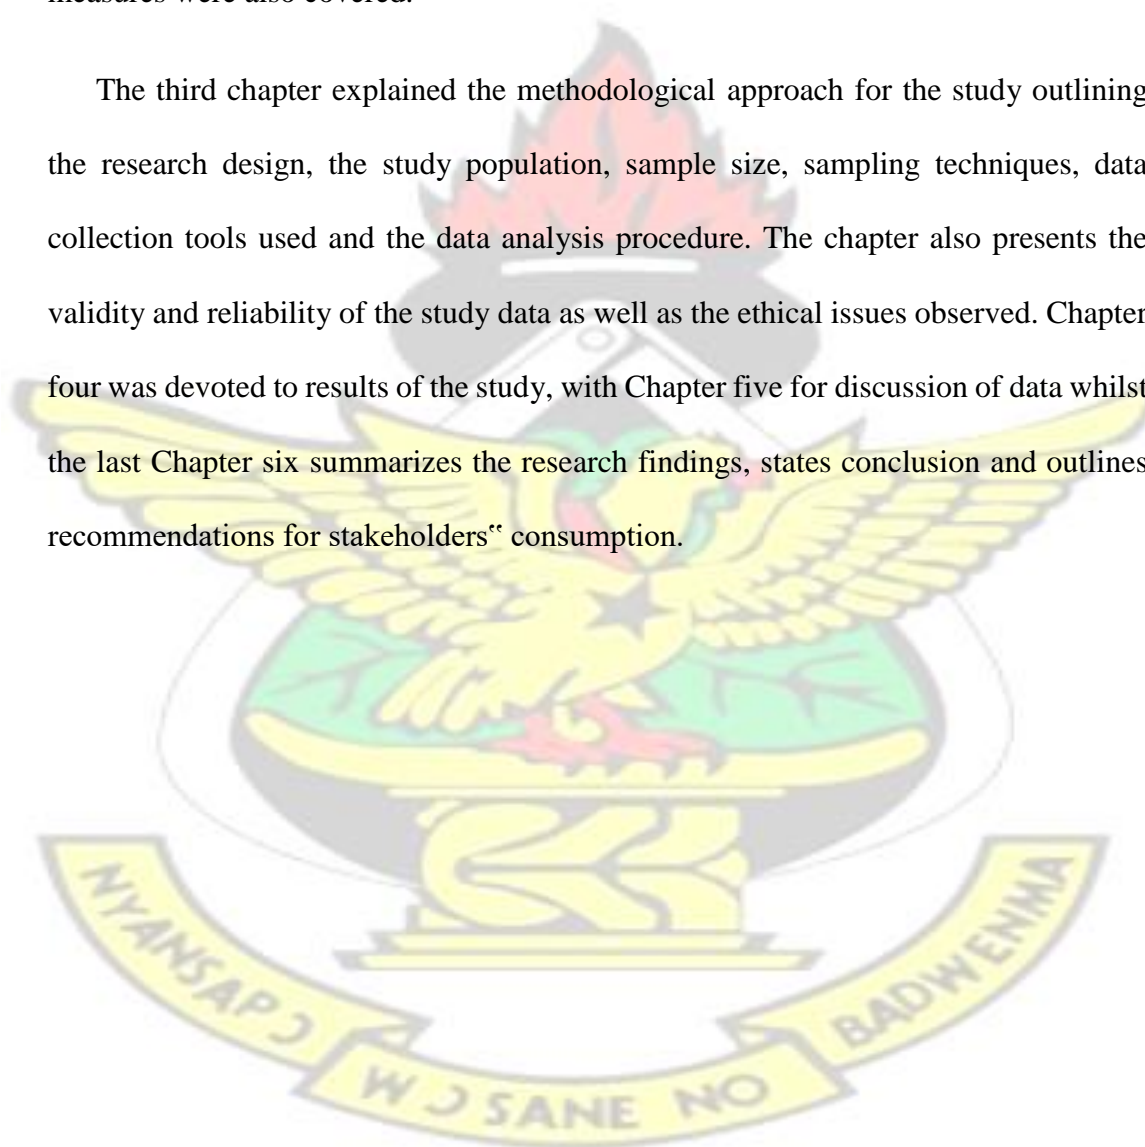 measures were also covered.
The third chapter explained the methodological approach for the study outlining
the research design, the study population, sample size, sampling techniques, data
collection tools used and the data analysis procedure. The chapter also presents the
validity and reliability of the study data as well as the ethical issues observed. Chapter
four was devoted to results of the study, with Chapter five for discussion of data whilst
the last Chapter six summarizes the research findings, states conclusion and outlines
recommendations for stakeholders‟ consumption.
NYANSAPƆ WƆSANE NO BADWENMA